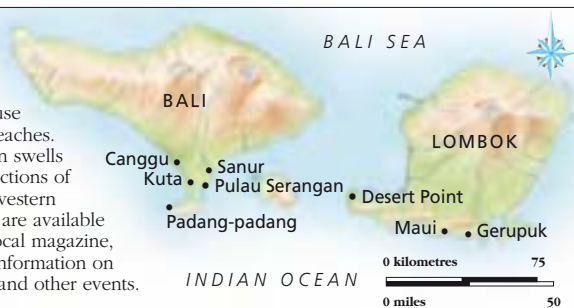 BALI SEA
BALI
LOMBOK
Canggu
Sanur
Kuta
Pulau Serangan
Desert Point
Padang-padang
Maui
Gerupuk
INDIAN OCEAN
0 kilometres 75
0 miles 50
eaches.
n swells
ctions of
western
are available
ocal magazine,
nformation on
and other events.